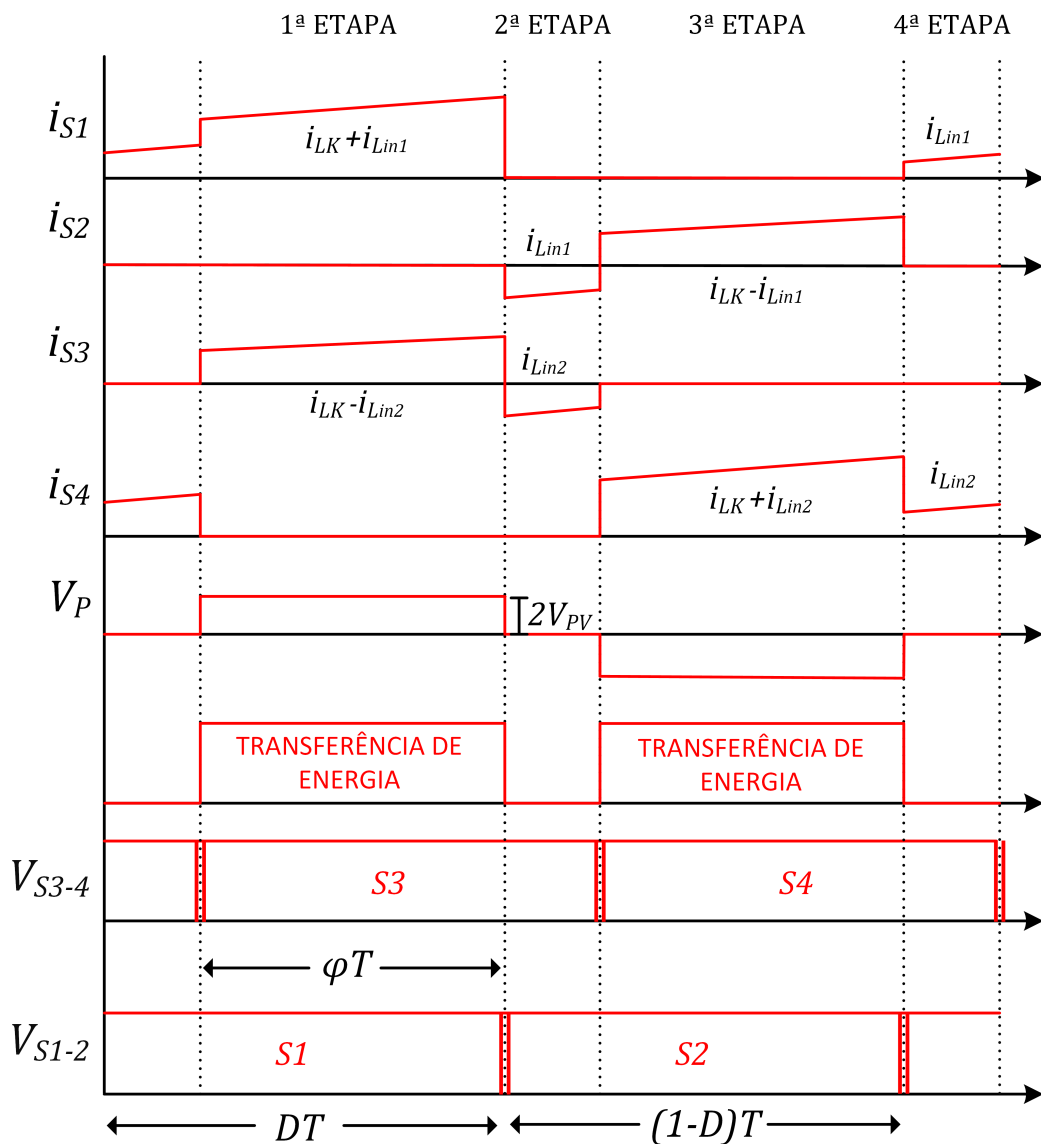 1ª ETAPA 2ª ETAPA 3ª ETAPA 4ª ETAPA
iS1
iLK+iLin1
iLin1
iS2
iLin1
iLK-iLin1
iS3
iLin2
iLK-iLin2
iS4
iLK+iLin2
iLin2
VP
2VPV
TRANSFERÊNCIA DE
ENERGIA
TRANSFERÊNCIA DE
ENERGIA
VS3-4
S3
S4
φT
VS1-2
S1
S2
DT
(1-D)T